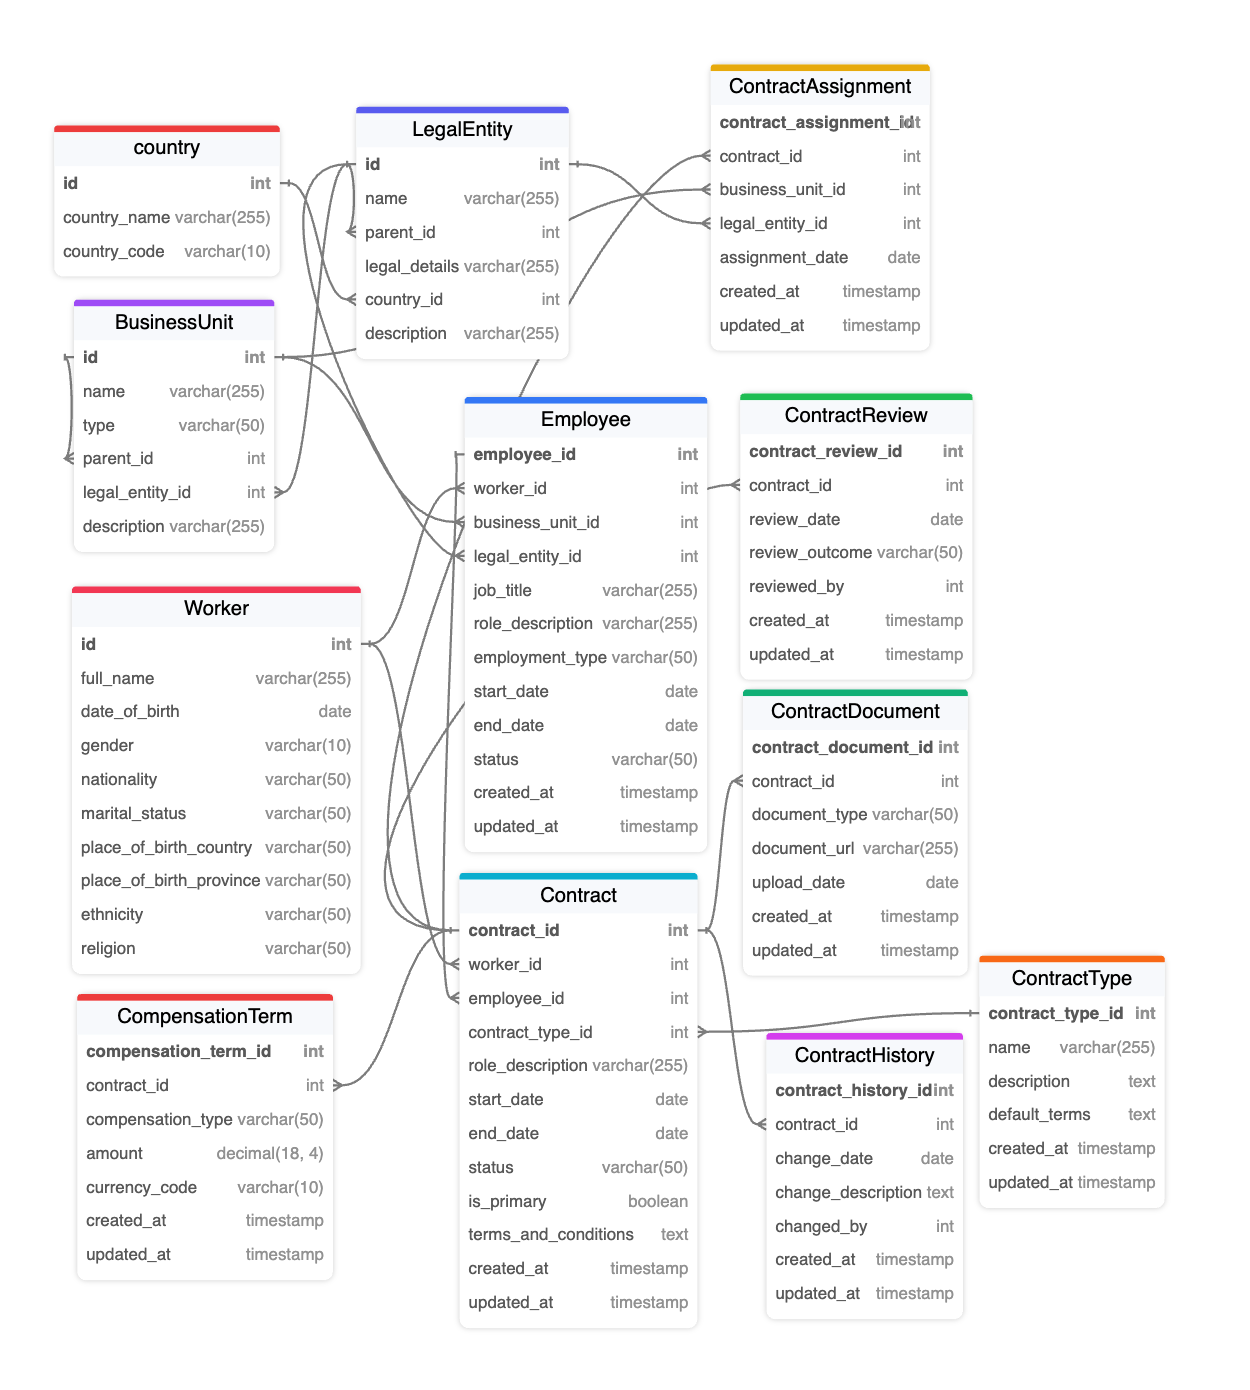 country
id int
country_name varchar(255)
country_code varchar(10)
LegalEntity
id int
name varchar(255)
parent_id int
legal_details varchar(255)
country_id int
description varchar(255)
ContractAssignment
contract_assignment_id int
contract_id int
business_unit_id int
legal_entity_id int
assignment_date date
created_at timestamp
updated_at timestamp
BusinessUnit
id int
name varchar(255)
type varchar(50)
parent_id int
legal_entity_id int
description varchar(255)
Employee
employee_id int
worker_id int
business_unit_id int
legal_entity_id int
job_title varchar(255)
role_description varchar(255)
employment_type varchar(50)
start_date date
end_date date
status varchar(50)
created_at timestamp
updated_at timestamp
ContractReview
contract_review_id int
contract_id int
review_date date
review_outcome varchar(50)
reviewed_by int
created_at timestamp
updated_at timestamp
Worker
id int
full_name varchar(255)
date_of_birth date
gender varchar(10)
nationality varchar(50)
marital_status varchar(50)
place_of_birth_country varchar(50)
place_of_birth_province varchar(50)
ethnicity varchar(50)
religion varchar(50)
ContractDocument
contract_document_id int
contract_id int
document_type varchar(50)
document_url varchar(255)
upload_date date
created_at timestamp
updated_at timestamp
Contract
contract_id int
worker_id int
employee_id int
contract_type_id int
role_description varchar(255)
start_date date
end_date date
status varchar(50)
is_primary boolean
terms_and_conditions text
created_at timestamp
updated_at timestamp
ContractType
contract_type_id int
name varchar(255)
description text
default_terms text
created_at timestamp
updated_at timestamp
CompensationTerm
compensation_term_id int
contract_id int
compensation_type varchar(50)
amount decimal(18, 4)
currency_code varchar(10)
created_at timestamp
updated_at timestamp
ContractHistory
contract_history_id int
contract_id int
change_date date
change_description text
changed_by int
created_at timestamp
updated_at timestamp